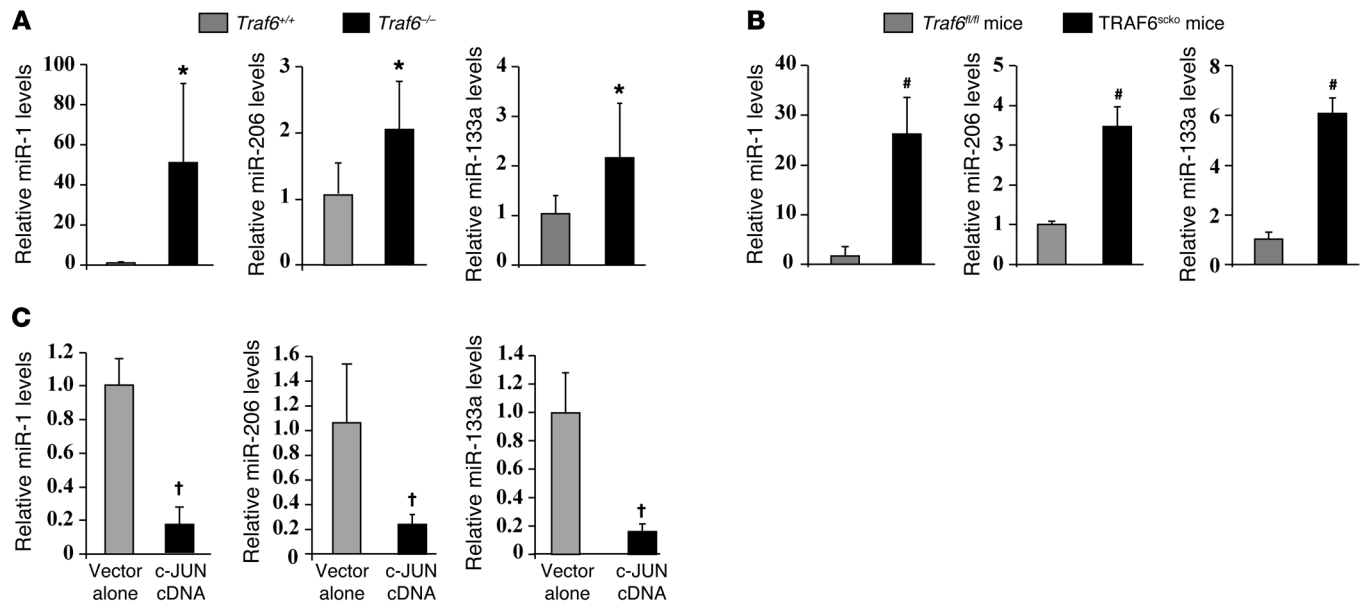 A
Traf6+/+
Traf6–/–
Relative miR-1 levels
100
80
60
40
20
0
*
Relative miR-206 levels
3
2
1
0
*
Relative miR-133a levels
4
3
2
1
0
*
B
Traf6fl/fl mice
TRAF6scko mice
Relative miR-1 levels
40
30
20
10
0
#
Relative miR-206 levels
5
4
3
2
1
0
#
Relative miR-133a levels
8
6
4
2
0
#
C
Relative miR-1 levels
1.2
1.0
0.8
0.6
0.4
0.2
0
†
Vector
alone
c-JUN
cDNA
Relative miR-206 levels
1.6
1.4
1.2
1.0
0.8
0.6
0.4
0.2
0
†
Vector
alone
c-JUN
cDNA
Relative miR-133a levels
1.4
1.2
1.0
0.8
0.6
0.4
0.2
0
†
Vector
alone
c-JUN
cDNA